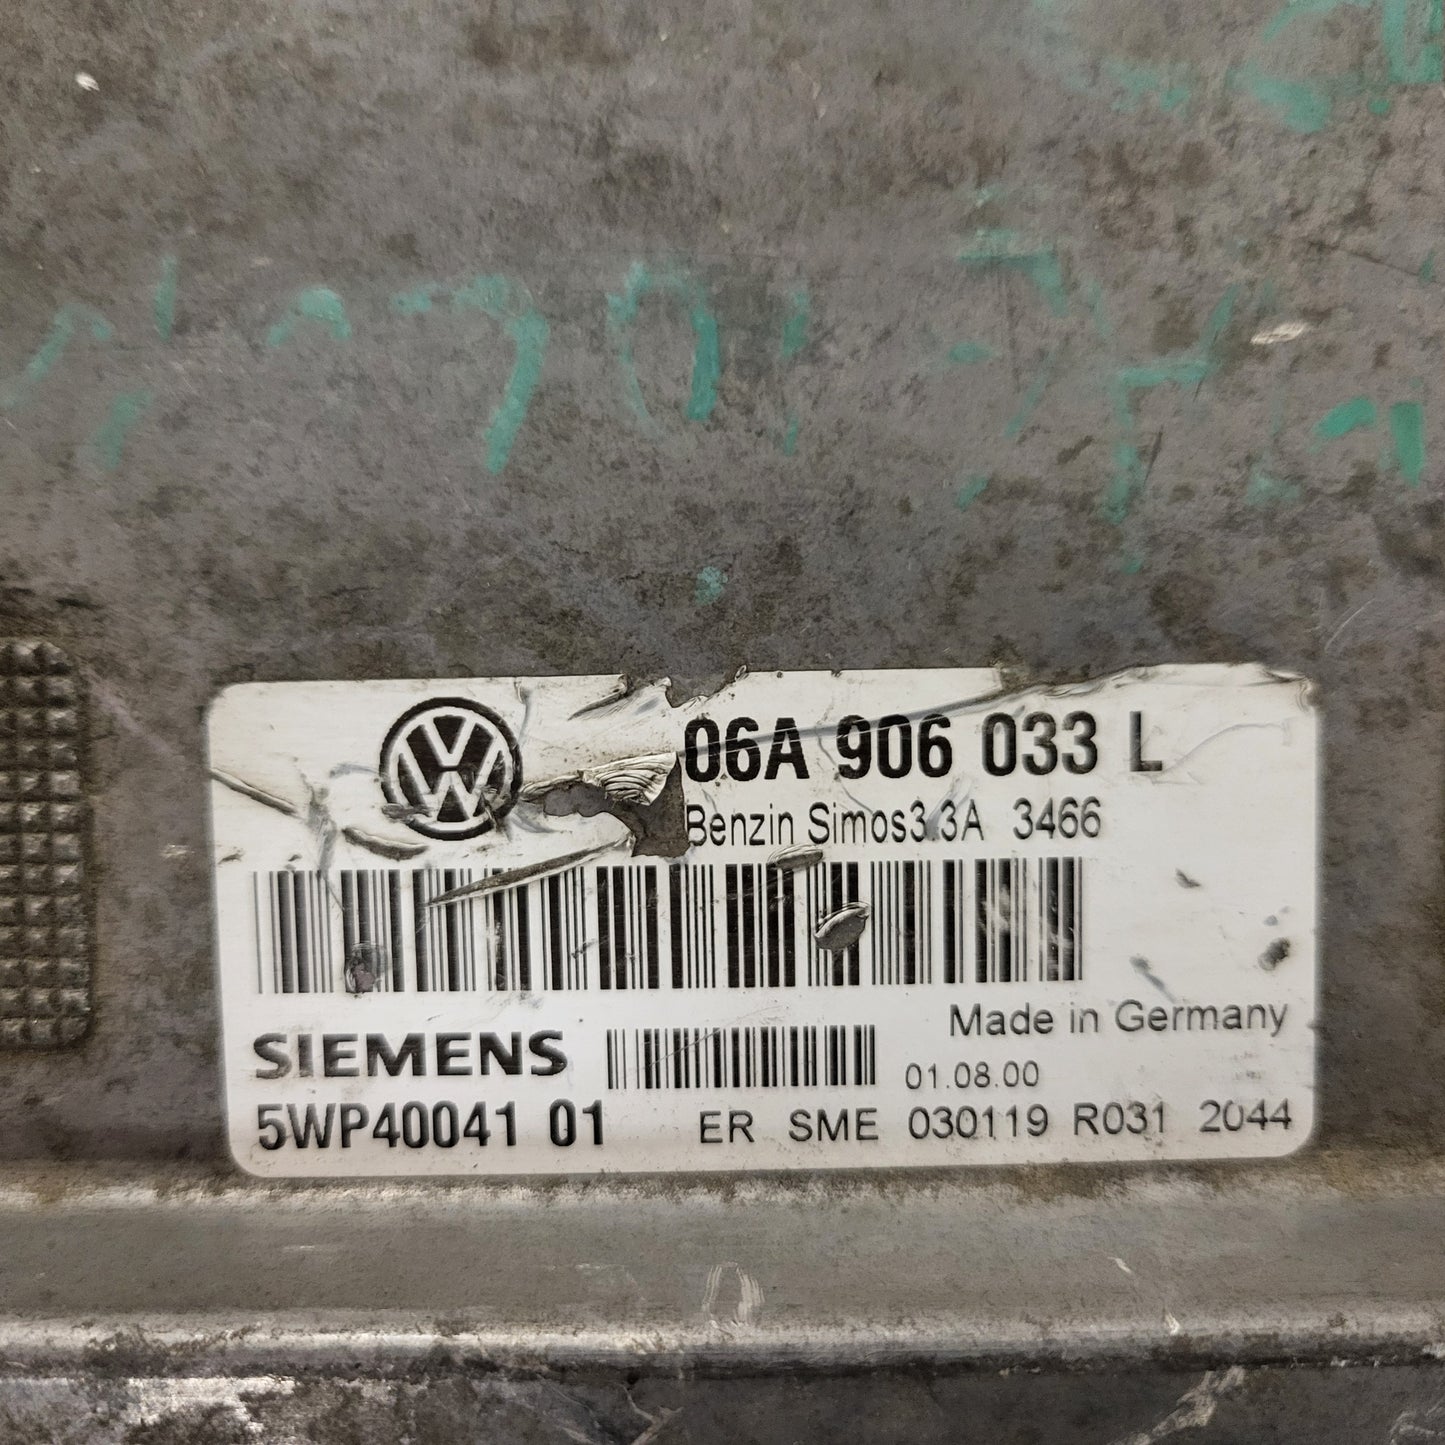 06A 906 033 L
Benzin Simos3.3A 3466
Made in Germany
SIEMENS
01.08.00
5WP40041 01 ER SME 030119 R031 2044